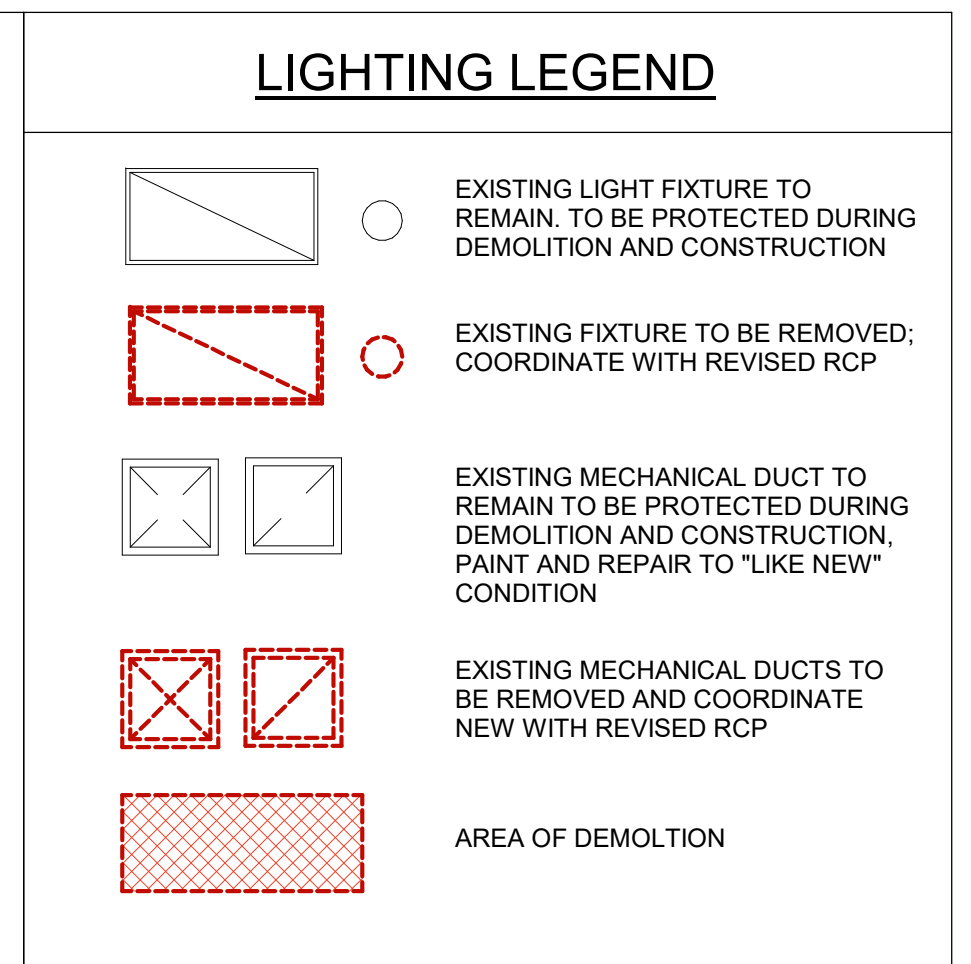 LIGHTING LEGEND
EXISTING LIGHT FIXTURE TO
REMAIN. TO BE PROTECTED DURING
DEMOLITION AND CONSTRUCTION
EXISTING FIXTURE TO BE REMOVED;
COORDINATE WITH REVISED RCP
EXISTING MECHANICAL DUCT TO
REMAIN TO BE PROTECTED DURING
DEMOLITION AND CONSTRUCTION,
PAINT AND REPAIR TO "LIKE NEW"
CONDITION
EXISTING MECHANICAL DUCTS TO
BE REMOVED AND COORDINATE
NEW WITH REVISED RCP
AREA OF DEMOLTION